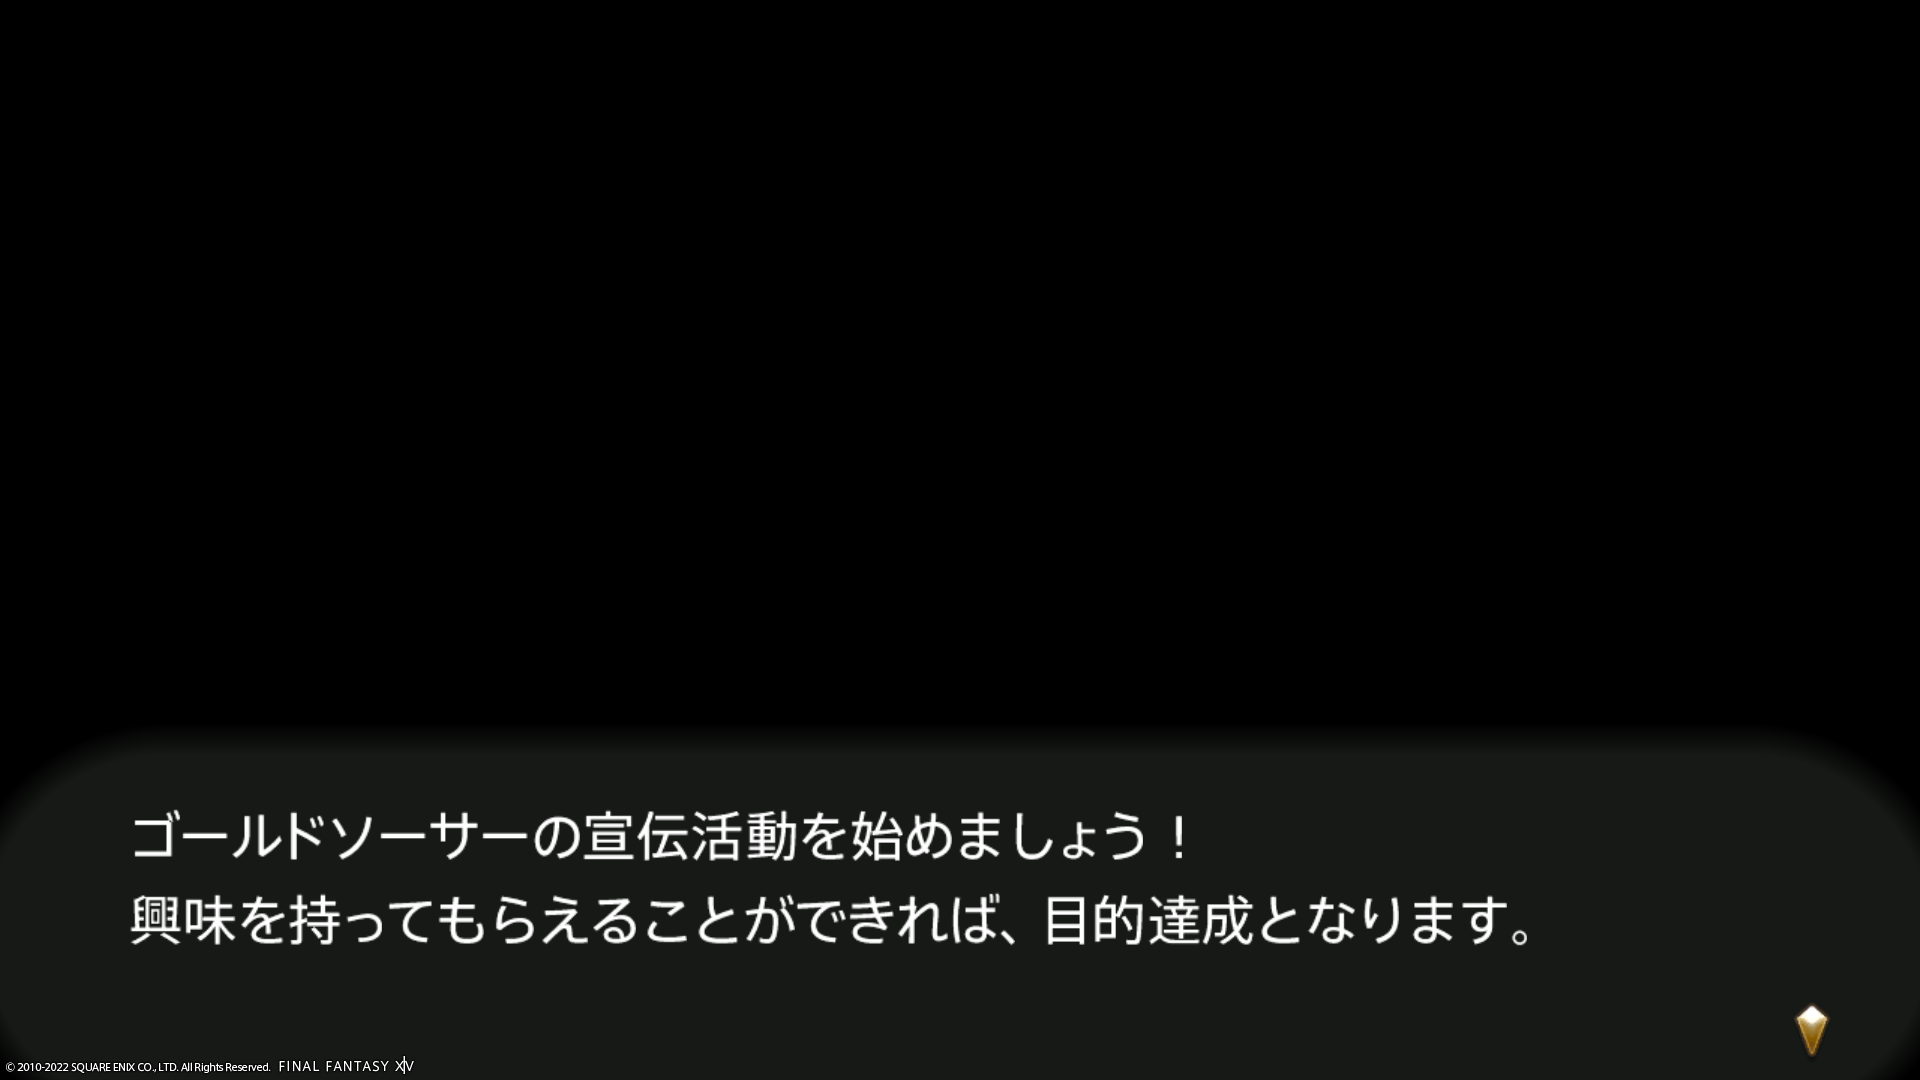 ゴールドソーサーの宣伝活動を始めましょう！
興味を持ってもらえることができれば、目的達成となります。
© 2010-2022 SQUARE ENIX CO., LTD. All Rights Reserved. FINAL FANTASY XIV